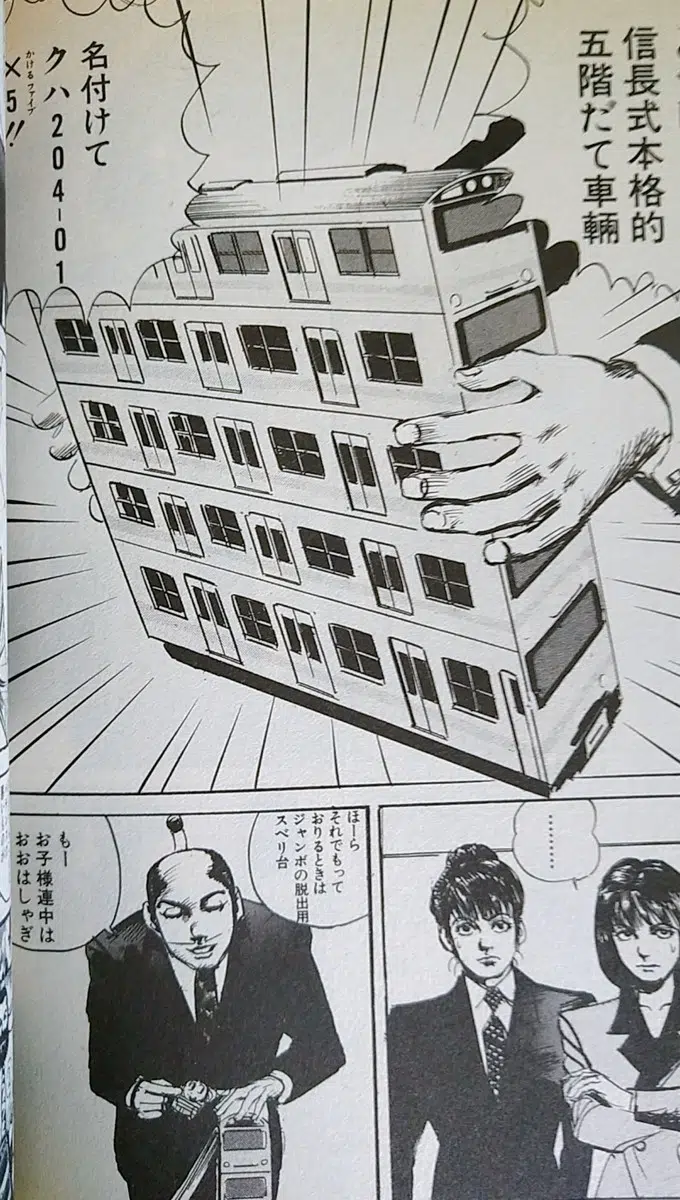 信長式本格的
五階だて車輌
名付けて
クハ204-01
×5!!
かけるファイブ
…………
ほーら
それでもって
おりるときは
ジャンボの脱出用
スベリ台
もー
お子様連中は
おおはしゃぎ